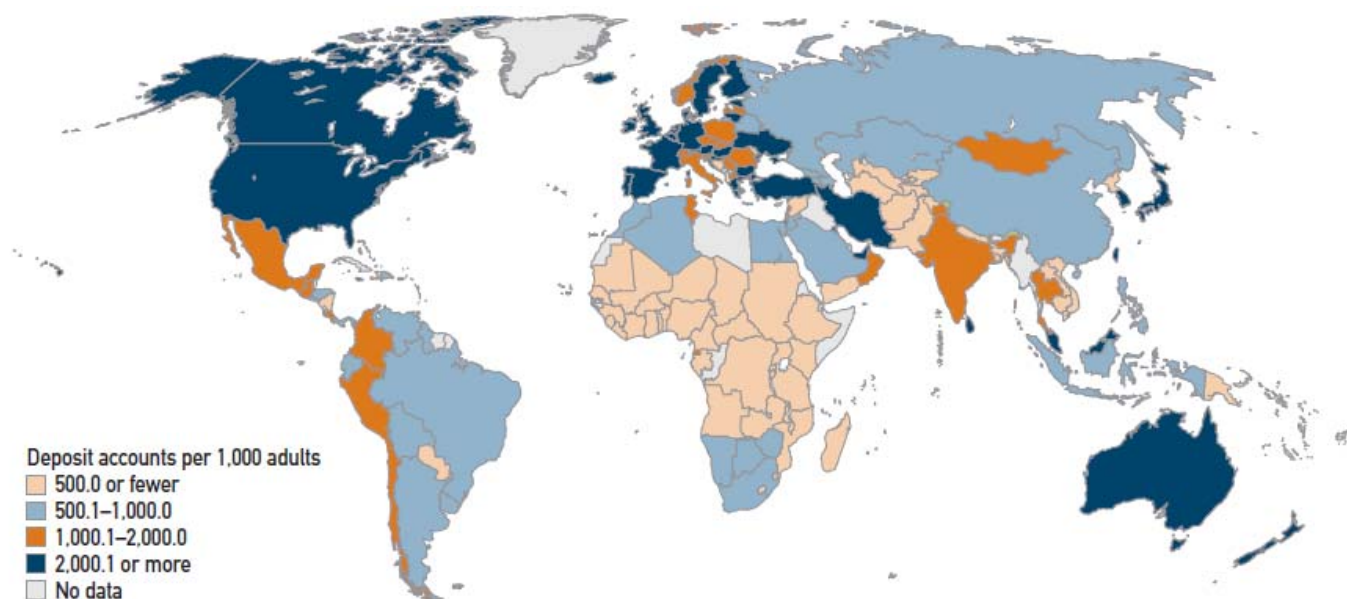 Deposit accounts per 1,000 adults
500.0 or fewer
500.1–1,000.0
1,000.1–2,000.0
2,000.1 or more
No data